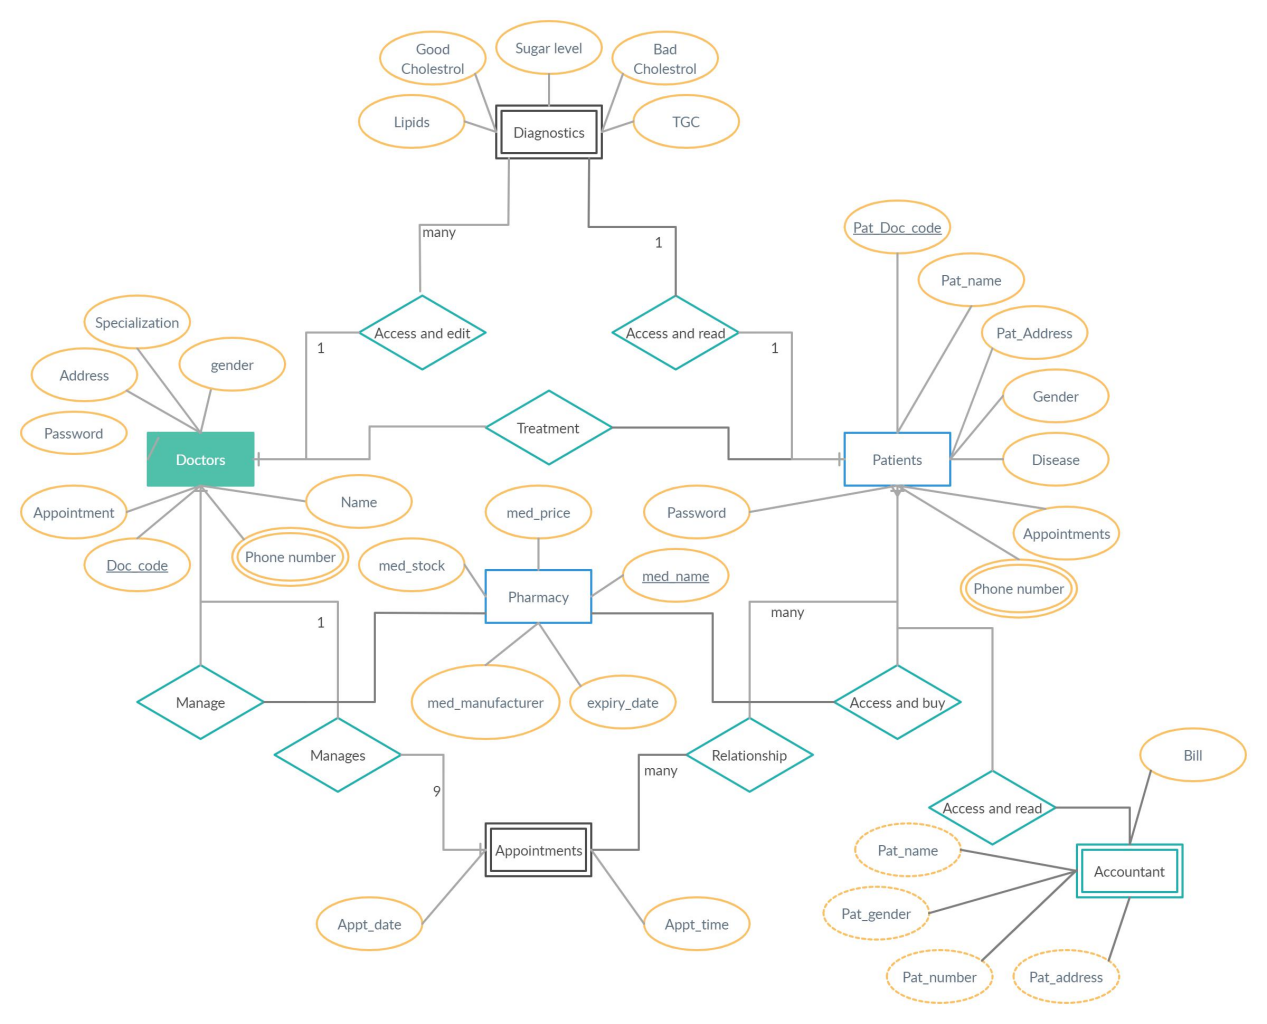 Good
Cholestrol
Sugar level
Bad
Cholestrol
Lipids
Diagnostics
TGC
many
1
Pat_Doc_code
Pat_name
Specialization
Access and edit
Access and read
Pat_Address
1
1
gender
Address
Gender
Password
Treatment
Doctors
Patients
Disease
Name
Appointment
med_price
Password
Appointments
Phone number
Doc_code
med_stock
med_name
Phone number
Pharmacy
1
many
Manage
med_manufacturer
expiry_date
Access and buy
Manages
Relationship
Bill
many
9
Access and read
Appointments
Pat_name
Accountant
Pat_gender
Appt_date
Appt_time
Pat_number
Pat_address